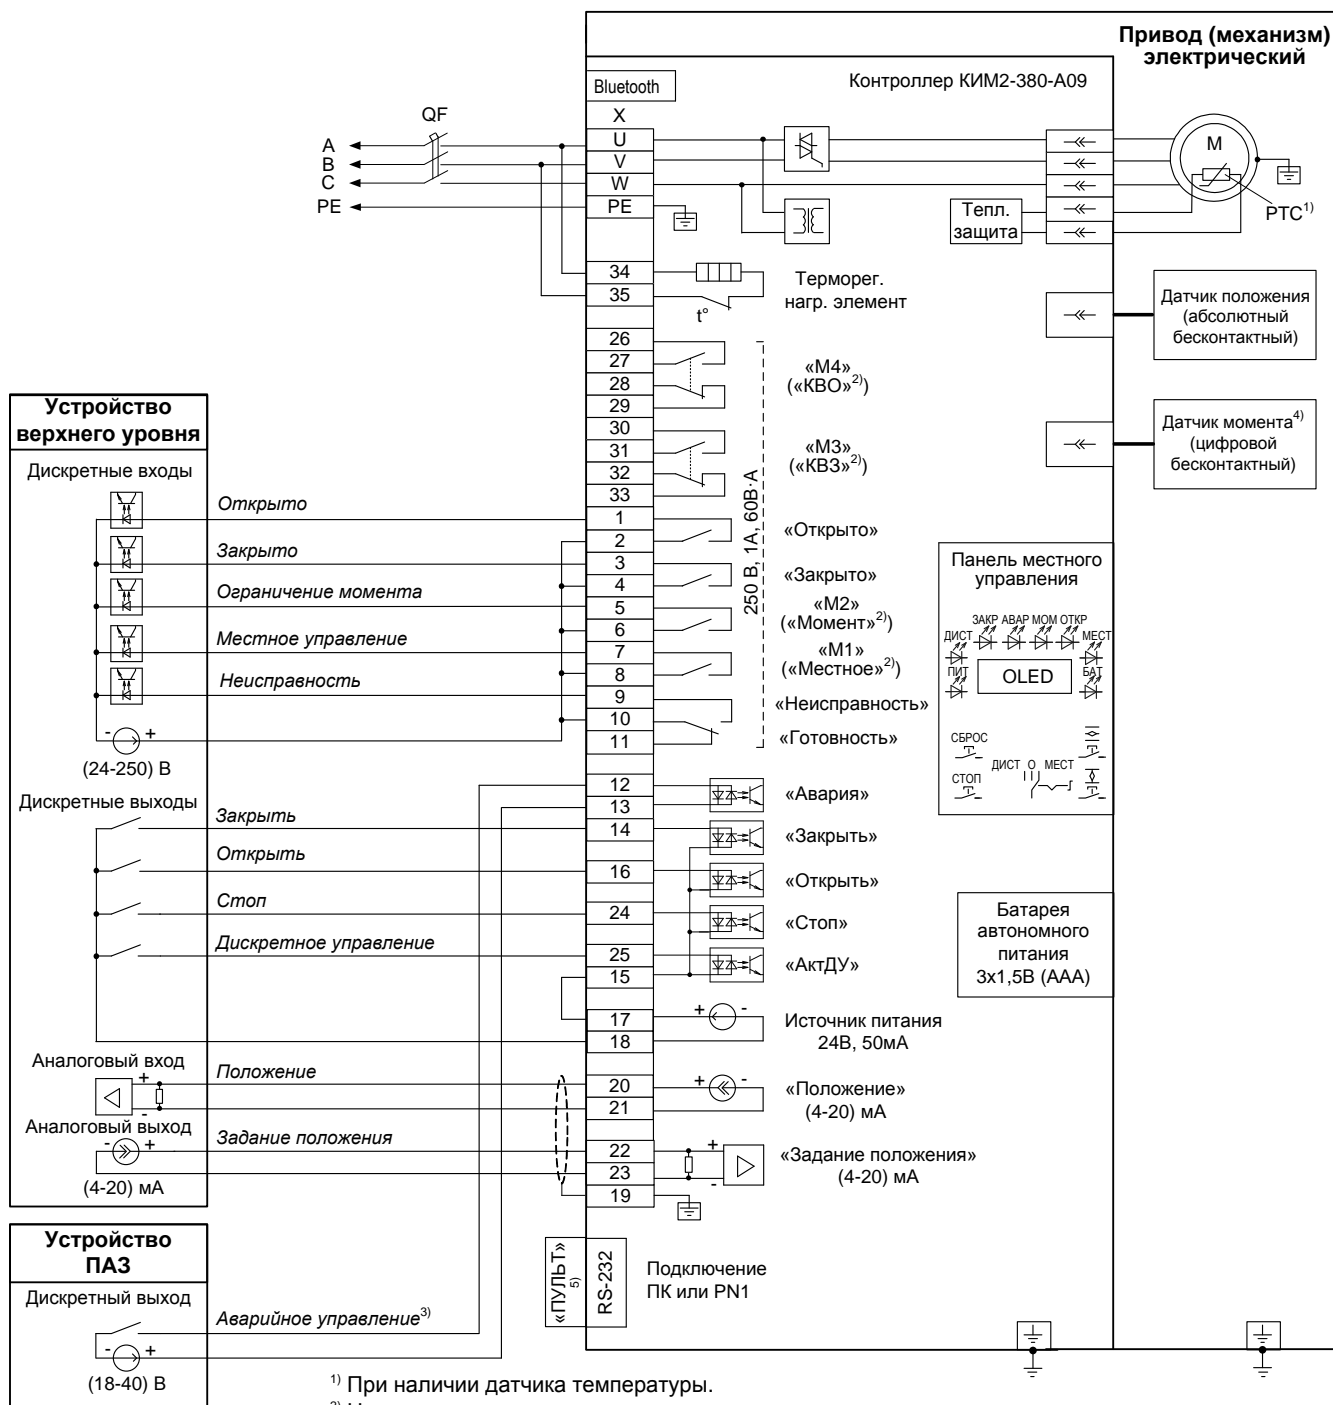 Привод (механизм)
электрический
Контроллер КИМ2-380-А09
Bluetooth
X
QF
A
B
C
PE
U
V
W
PE
M
PTC1)
Тепл.
защита
34
35
t°
Терморег.
нагр. элемент
Датчик положения
(абсолютный
бесконтактный)
26
27
28
29
«М4»
(«КВО»2))
30
31
32
33
«М3»
(«КВЗ»2))
Датчик момента4)
(цифровой
бесконтактный)
250 В, 1А, 60В·А
Устройство
верхнего уровня
Дискретные входы
Открыто
Закрыто
Ограничение момента
Местное управление
Неисправность
- +
(24-250) В
1
2
3
4
5
6
7
8
9
10
11
«Открыто»
«Закрыто»
«М2»
(«Момент»2))
«М1»
(«Местное»2))
«Неисправность»
«Готовность»
Панель местного
управления
ЗАКР АВАР МОМ ОТКР
ДИСТ МЕСТ
ПИТ OLED БАТ
СБРОС
ДИСТ О МЕСТ
СТОП
Дискретные выходы
Закрыть
Открыть
Стоп
Дискретное управление
12
13
14
16
24
25
15
17
18
«Авария»
«Закрыть»
«Открыть»
«Стоп»
«АктДУ»
+ -
Источник питания
24В, 50мА
Батарея
автономного
питания
3х1,5В (ААА)
Аналоговый вход
+
-
Положение
20
21
+ -
«Положение»
(4-20) мА
Аналоговый выход
- +
(4-20) мА
Задание положения
22
23
19
+
-
«Задание положения»
(4-20) мА
«ПУЛЬТ»
5)
RS-232
Подключение
ПК или PN1
Устройство
ПАЗ
Дискретный выход
Аварийное управление3)
- +
(18-40) В
1) При наличии датчика температуры.